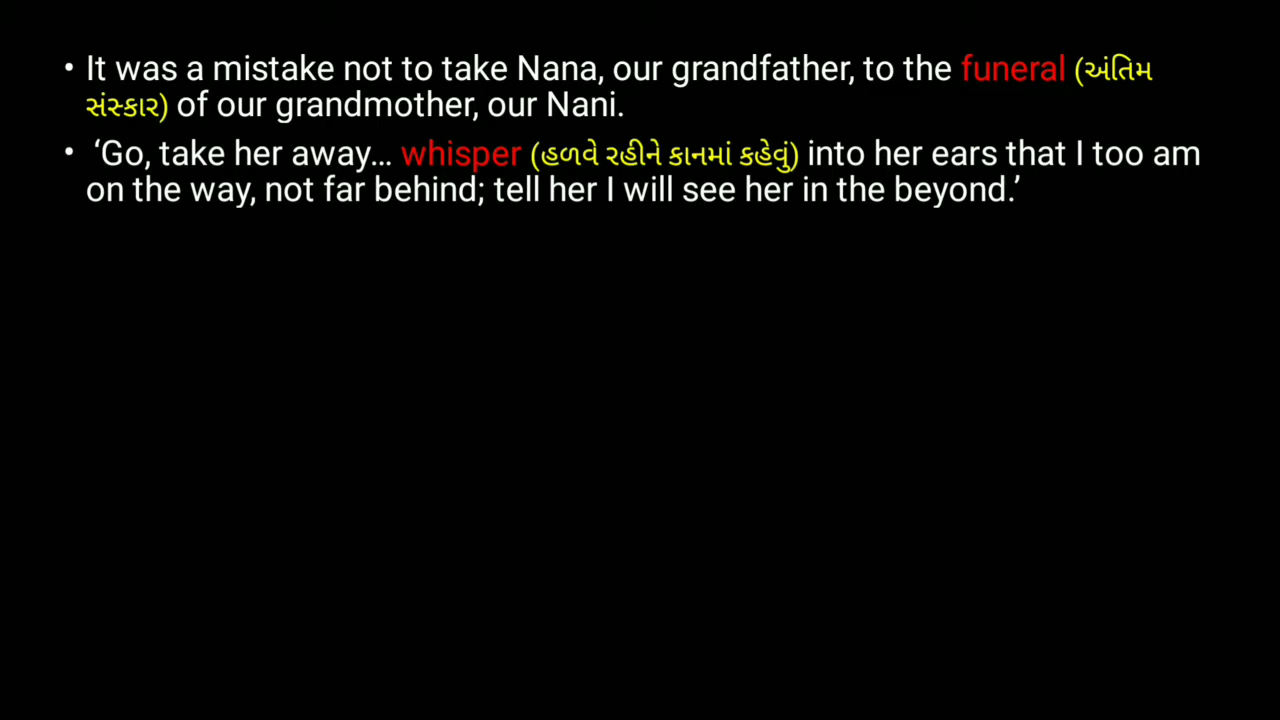 • It was a mistake not to take Nana, our grandfather, to the funeral (અંતિમ
સંસ્કાર) of our grandmother, our Nani.
• ‘Go, take her away… whisper (હળવે રહીને કાનમાં કહેવું) into her ears that I too am
on the way, not far behind; tell her I will see her in the beyond.’